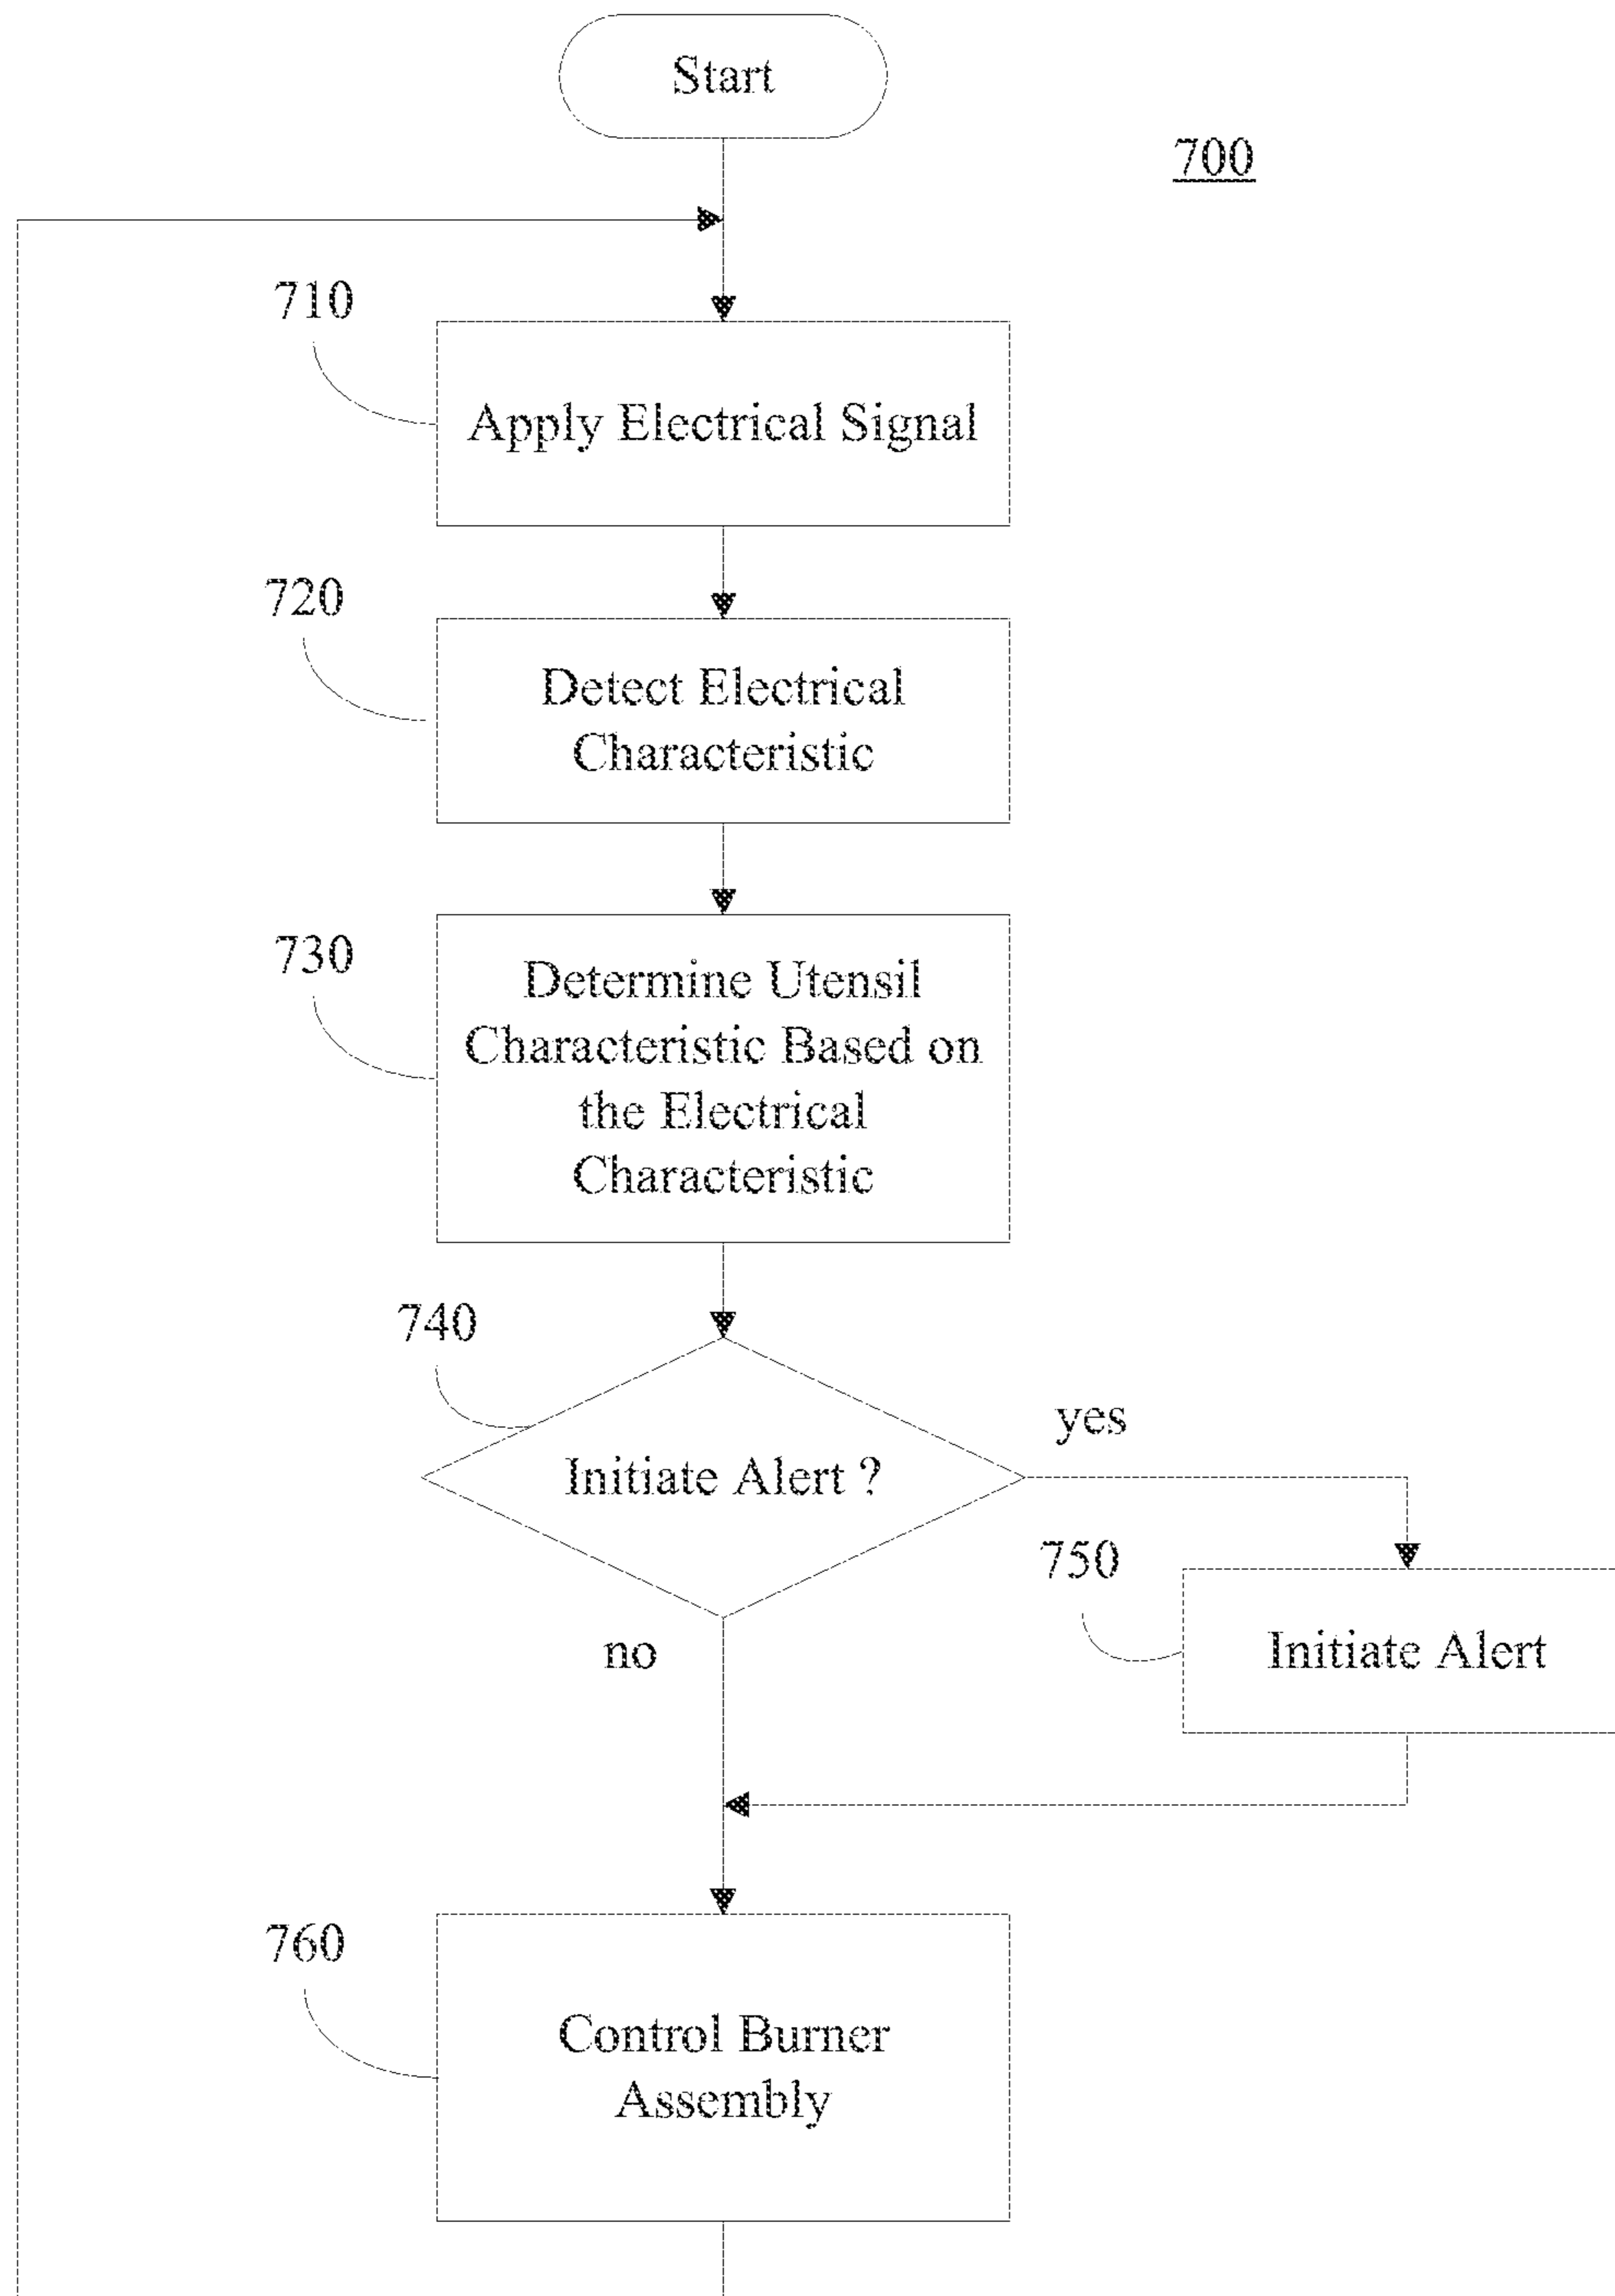 Start
700
710
Apply Electrical Signal
720
Detect Electrical
Characteristic
730
Determine Utensil
Characteristic Based on
the Electrical
Characteristic
740
Initiate Alert ?
yes
750
Initiate Alert
no
760
Control Burner
Assembly